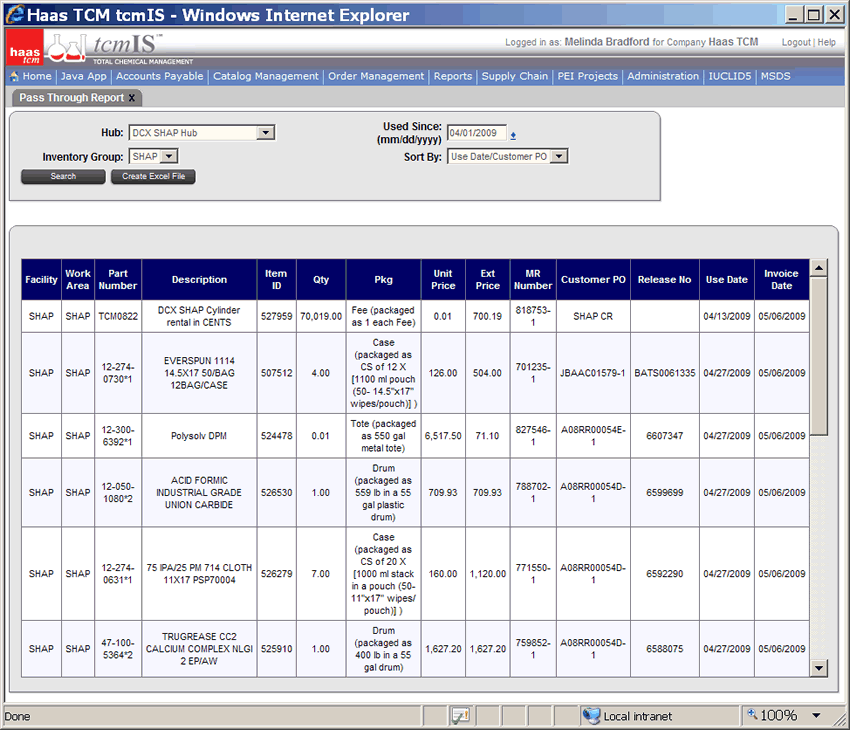 Haas TCM tcmIS - Windows Internet Explorer
haas tcm
tcmIS™
TOTAL CHEMICAL MANAGEMENT
Logged in as: Melinda Bradford for Company Haas TCM
Logout | Help
Home | Java App | Accounts Payable | Catalog Management | Order Management | Reports | Supply Chain | PEI Projects | Administration | IUCLID5 | MSDS
Pass Through Report x
Hub: DCX SHAP Hub
Used Since: (mm/dd/yyyy) 04/01/2009
Inventory Group: SHAP
Sort By: Use Date/Customer PO
Search Create Excel File
Facility Work Area Part Number Description Item ID Qty Pkg Unit Price Ext Price MR Number Customer PO Release No Use Date Invoice Date
SHAP SHAP TCM0822 DCX SHAP Cylinder rental in CENTS 527959 70,019.00 Fee (packaged as 1 each Fee) 0.01 700.19 818753-1 SHAP CR 04/13/2009 05/06/2009
SHAP SHAP 12-274-0730*1 EVERSPUN 1114 14.5X17 50/BAG 12BAG/CASE 507512 4.00 Case (packaged as CS of 12 X [1100 ml pouch (50- 14.5"x17" wipes/pouch)] ) 126.00 504.00 701235-1 JBAAC01579-1 BATS0061335 04/27/2009 05/06/2009
SHAP SHAP 12-300-6392*1 Polysolv DPM 524478 0.01 Tote (packaged as 550 gal metal tote) 6,517.50 71.10 827546-1 A08RR00054E-1 6607347 04/27/2009 05/06/2009
SHAP SHAP 12-050-1080*2 ACID FORMIC INDUSTRIAL GRADE UNION CARBIDE 526530 1.00 Drum (packaged as 559 lb in a 55 gal plastic drum) 709.93 709.93 788702-1 A08RR00054D-1 6599699 04/27/2009 05/06/2009
SHAP SHAP 12-274-0631*1 75 IPA/25 PM 714 CLOTH 11X17 PSP70004 526279 7.00 Case (packaged as CS of 20 X [1000 ml stack in a pouch (50- 11"x17" wipes/pouch)] ) 160.00 1,120.00 771550-1 A08RR00054D-1 6592290 04/27/2009 05/06/2009
SHAP SHAP 47-100-5364*2 TRUGREASE CC2 CALCIUM COMPLEX NLGI 2 EP/AW 525910 1.00 Drum (packaged as 400 lb in a 55 gal drum) 1,627.20 1,627.20 759852-1 A08RR00054D-1 6588075 04/27/2009 05/06/2009
Done
Local intranet
100%